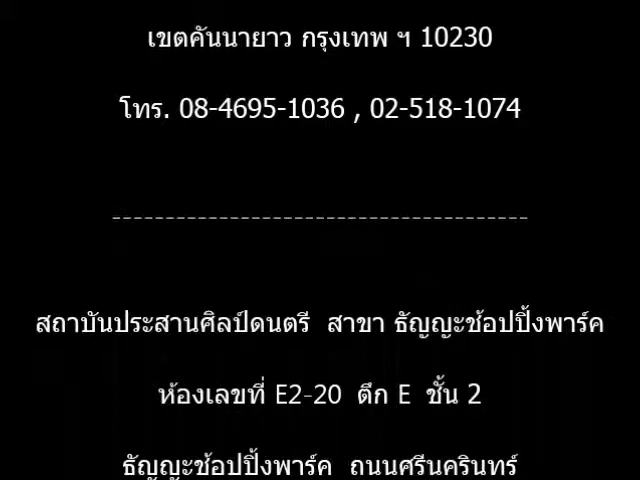 เขตคันนายาว กรุงเทพ ฯ 10230
โทร. 08-4695-1036 , 02-518-1074
---------------------------------------
สถาบันประสานศิลป์ดนตรี สาขา ธัญญะช้อปปิ้งพาร์ค
ห้องเลขที่ E2-20 ตึก E ชั้น 2
ธัญญะช้อปปิ้งพาร์ค ถนนศรีนครินทร์